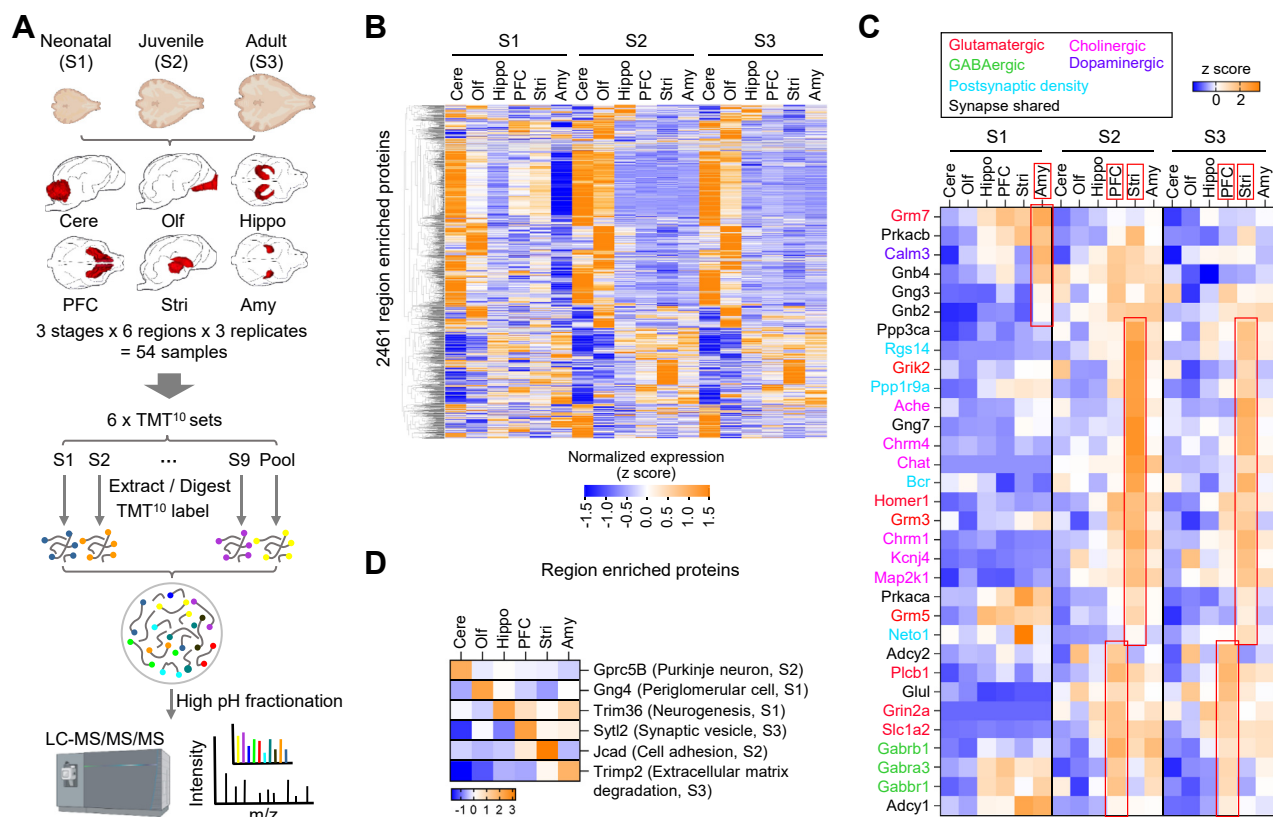 A
Neonatal
(S1)
Juvenile
(S2)
Adult
(S3)
Cere
Olf
Hippo
PFC
Stri
Amy
3 stages x 6 regions x 3 replicates
= 54 samples
6 x TMT¹⁰ sets
S1 S2 ... S9 Pool
Extract / Digest
TMT¹⁰ label
High pH fractionation
LC-MS/MS/MS
Intensity
m/z
B
S1 S2 S3
Cere Olf Hippo PFC Stri Amy Cere Olf Hippo PFC Stri Amy Cere Olf Hippo PFC Stri Amy
2461 region enriched proteins
Normalized expression
(z score)
-1.5 -1.0 -0.5 0.0 0.5 1.0 1.5
D
Region enriched proteins
Cere Olf Hippo PFC Stri Amy
Gprc5B (Purkinje neuron, S2)
Gng4 (Periglomerular cell, S1)
Trim36 (Neurogenesis, S1)
Sytl2 (Synaptic vesicle, S3)
Jcad (Cell adhesion, S2)
Trimp2 (Extracellular matrix
degradation, S3)
-1 0 1 2 3
C
Glutamatergic Cholinergic
GABAergic Dopaminergic
Postsynaptic density
Synapse shared
z score
0 2
S1 S2 S3
Cere Olf Hippo PFC Stri Amy Cere Olf Hippo PFC Stri Amy Cere Olf Hippo PFC Stri Amy
Grm7
Prkacb
Calm3
Gnb4
Gng3
Gnb2
Ppp3ca
Rgs14
Grik2
Ppp1r9a
Ache
Gng7
Chrm4
Chat
Bcr
Homer1
Grm3
Chrm1
Kcnj4
Map2k1
Prkaca
Grm5
Neto1
Adcy2
Plcb1
Glul
Grin2a
Slc1a2
Gabrb1
Gabra3
Gabbr1
Adcy1